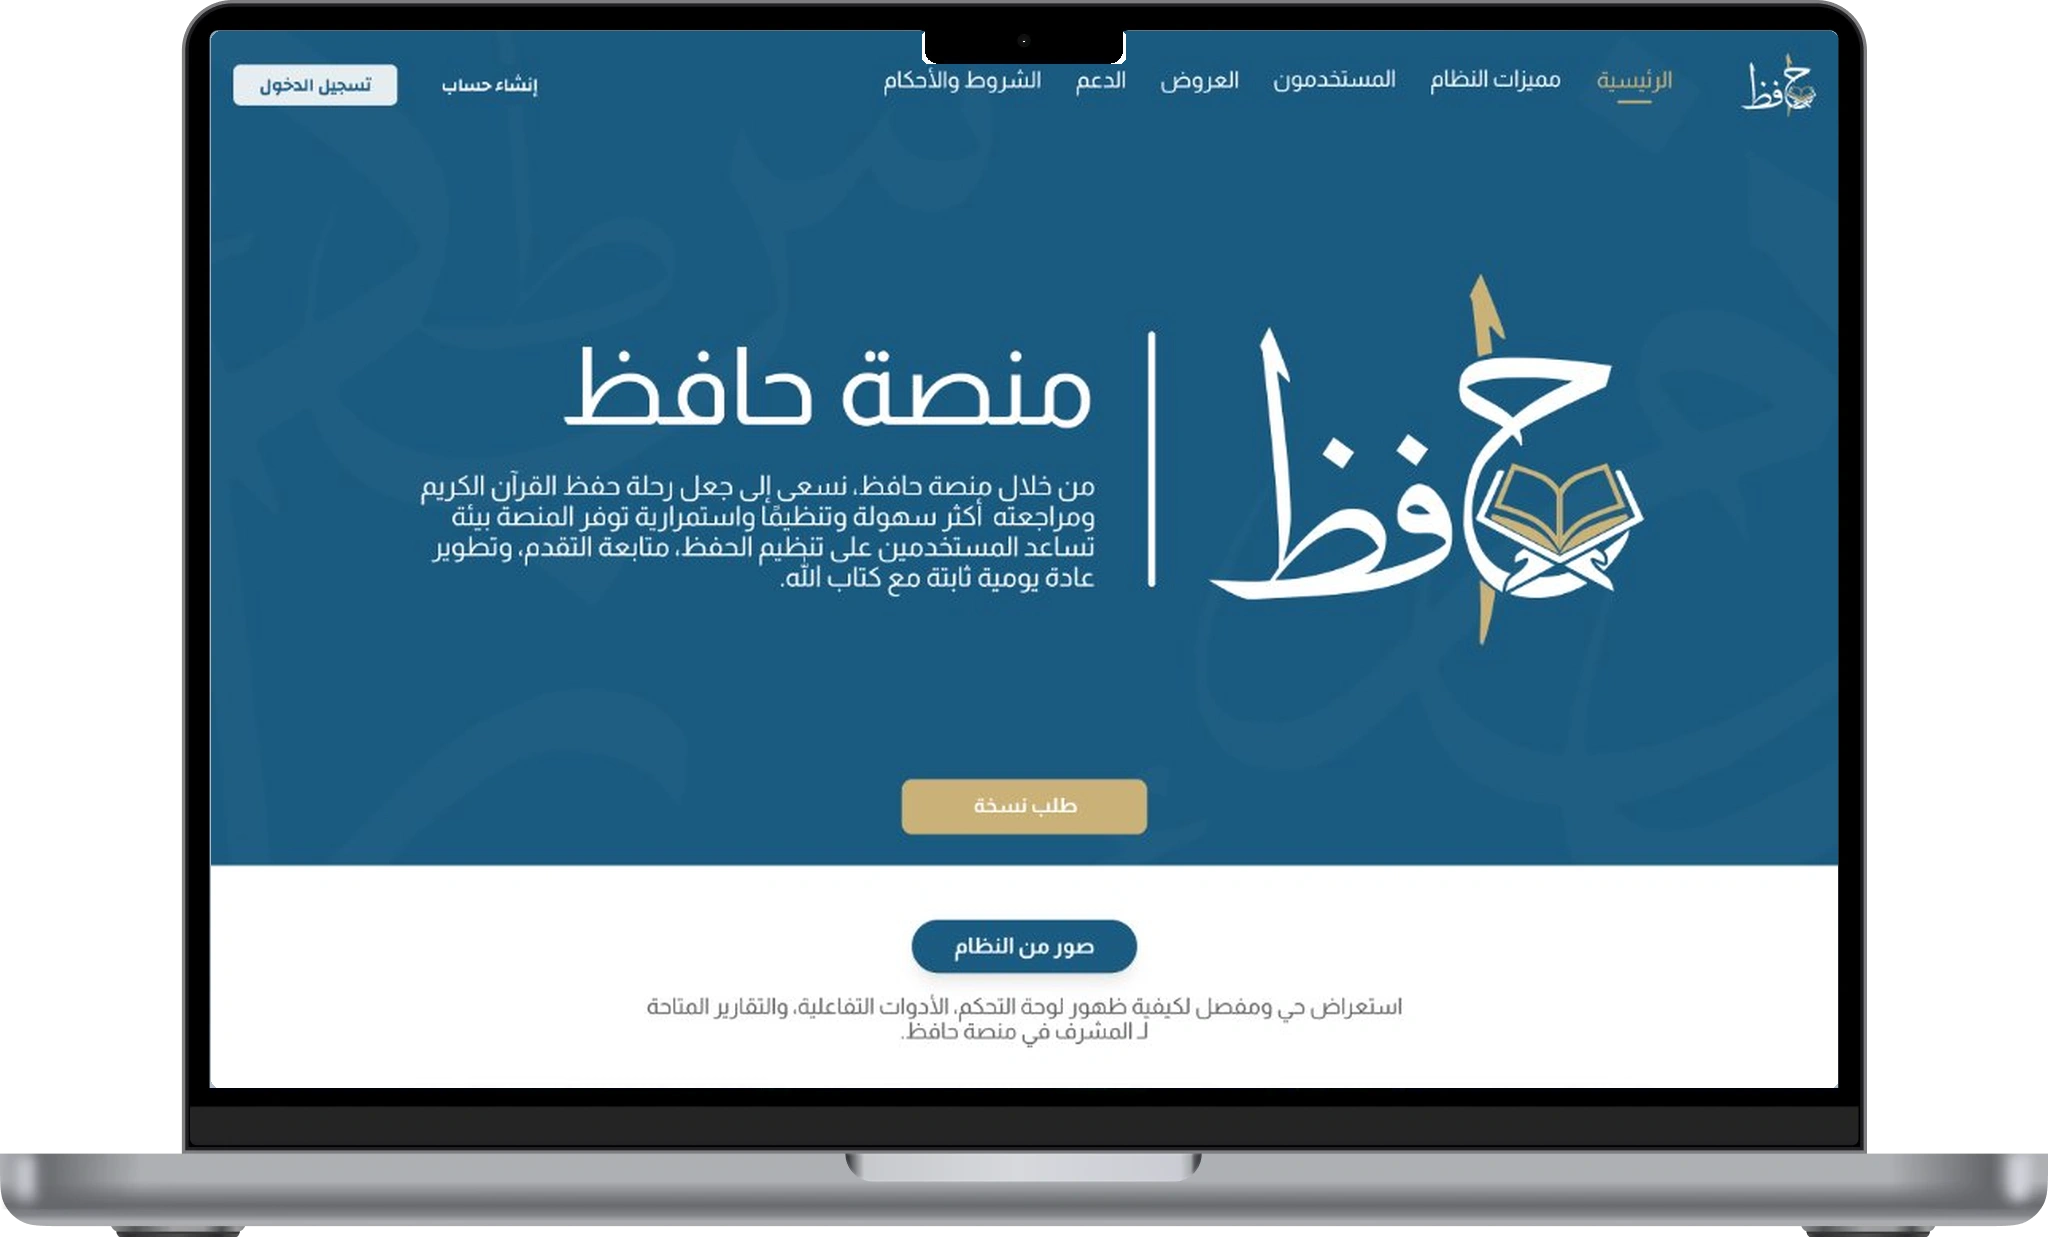 حافظ
الرئيسية
مميزات النظام
المستخدمون
العروض
الدعم
الشروط والأحكام
إنشاء حساب
تسجيل الدخول
حافظ
منصة حافظ
من خلال منصة حافظ، نسعى إلى جعل رحلة حفظ القرآن الكريم
ومراجعته أكثر سهولة وتنظيمًا واستمرارية توفر المنصة بيئة
تساعد المستخدمين على تنظيم الحفظ، متابعة التقدم، وتطوير
عادة يومية ثابتة مع كتاب الله.
طلب نسخة
صور من النظام
استعراض حي ومفصل لكيفية ظهور لوحة التحكم، الأدوات التفاعلية، والتقارير المتاحة
لـ المشرف في منصة حافظ.